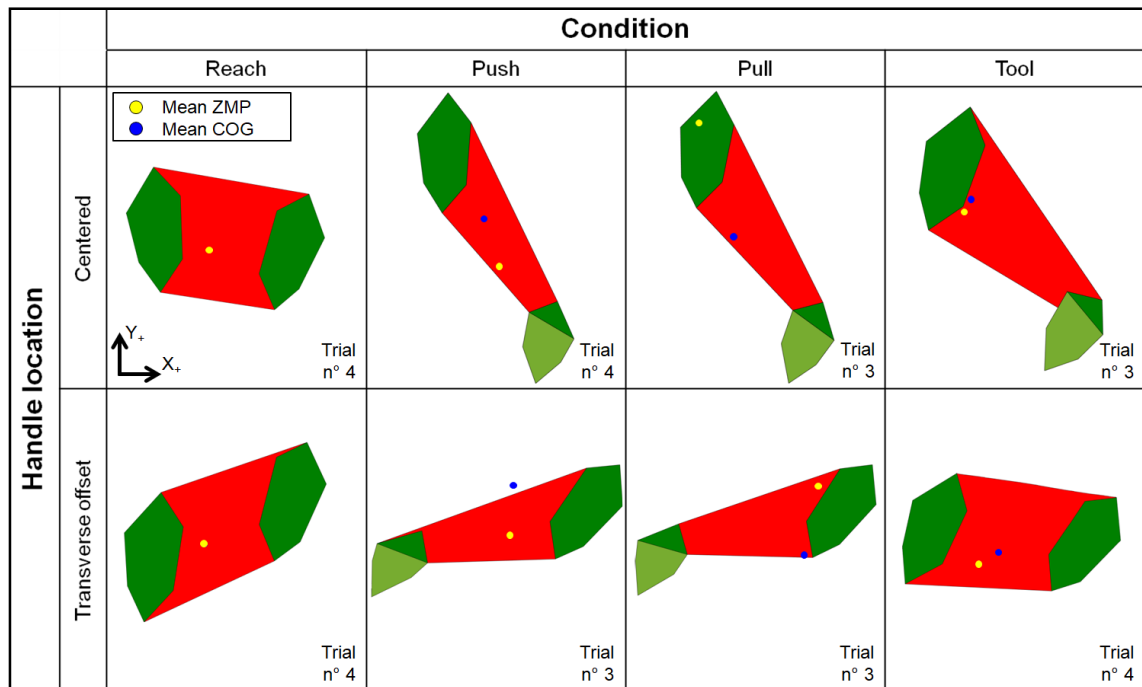 Condition
Reach
Push
Pull
Tool
Handle location
Centered
Mean ZMP
Mean COG
Y+
X+
Trial
n° 4
Trial
n° 4
Trial
n° 3
Trial
n° 3
Transverse offset
Trial
n° 4
Trial
n° 3
Trial
n° 3
Trial
n° 4